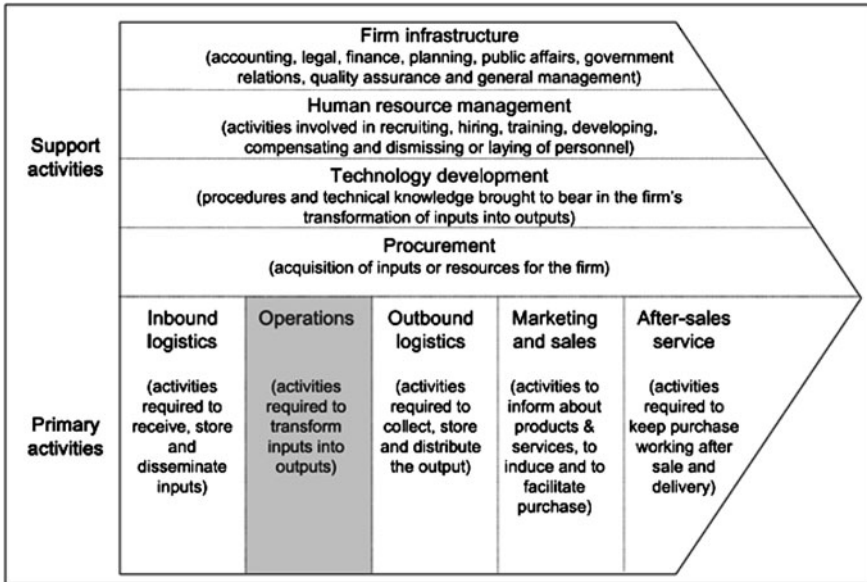 Firm infrastructure
(accounting, legal, finance, planning, public affairs, government
relations, quality assurance and general management)
Human resource management
(activities involved in recruiting, hiring, training, developing,
compensating and dismissing or laying of personnel)
Support
activities
Technology development
(procedures and technical knowledge brought to bear in the firm's
transformation of inputs into outputs)
Procurement
(acquisition of inputs or resources for the firm)
Primary
activities
Inbound
logistics
(activities
required to
receive, store
and
disseminate
inputs)
Operations
(activities
required to
transform
inputs into
outputs)
Outbound
logistics
(activities
required to
collect, store
and distribute
the output)
Marketing
and sales
(activities to
inform about
products &
services, to
induce and to
facilitate
purchase)
After-sales
service
(activities
required to
keep purchase
working after
sale and
delivery)